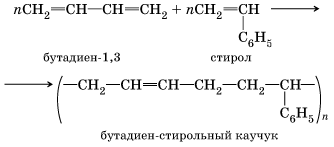 nCH₂=CH—CH=CH₂ + nCH₂=CH ⟶
C₆H₅
бутадиен-1,3 стирол
⟶ (—CH₂—CH=CH—CH₂—CH₂—CH—)n
C₆H₅
бутадиен-стирольный каучук